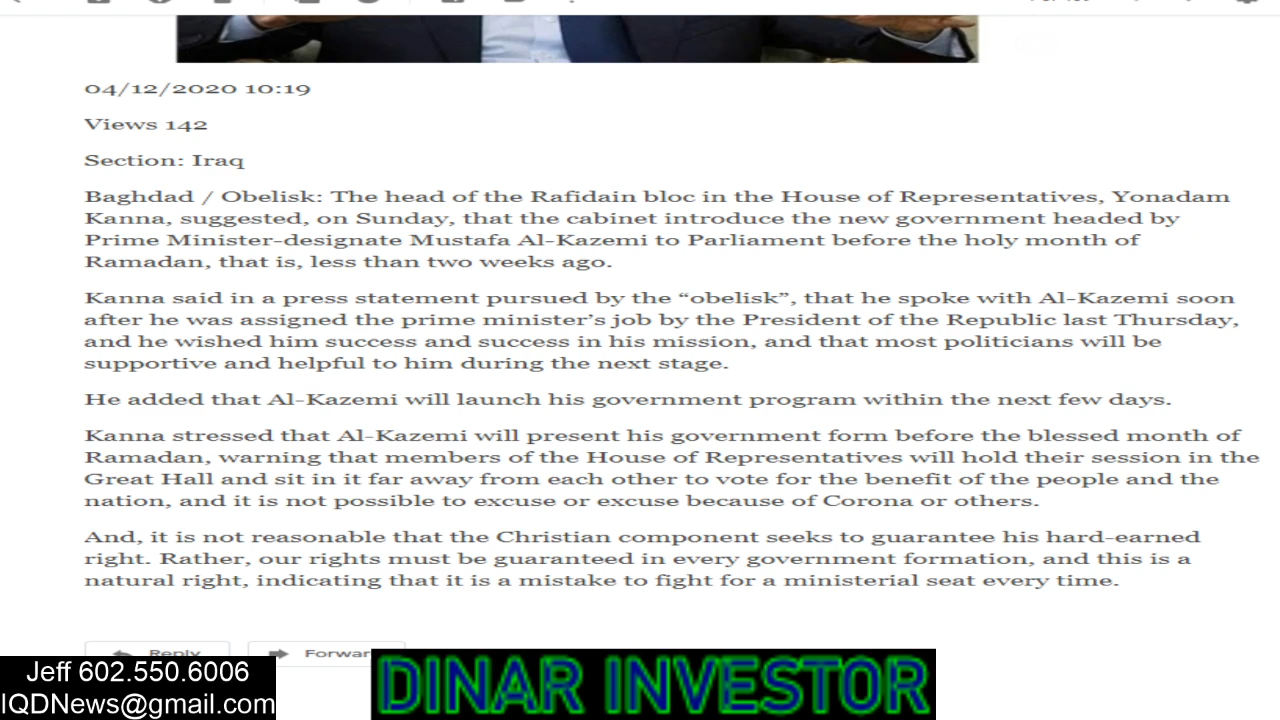 04/12/2020 10:19
Views 142
Section: Iraq
Baghdad / Obelisk: The head of the Rafidain bloc in the House of Representatives, Yonadam
Kanna, suggested, on Sunday, that the cabinet introduce the new government headed by
Prime Minister-designate Mustafa Al-Kazemi to Parliament before the holy month of
Ramadan, that is, less than two weeks ago.
Kanna said in a press statement pursued by the “obelisk”, that he spoke with Al-Kazemi soon
after he was assigned the prime minister’s job by the President of the Republic last Thursday,
and he wished him success and success in his mission, and that most politicians will be
supportive and helpful to him during the next stage.
He added that Al-Kazemi will launch his government program within the next few days.
Kanna stressed that Al-Kazemi will present his government form before the blessed month of
Ramadan, warning that members of the House of Representatives will hold their session in the
Great Hall and sit in it far away from each other to vote for the benefit of the people and the
nation, and it is not possible to excuse or excuse because of Corona or others.
And, it is not reasonable that the Christian component seeks to guarantee his hard-earned
right. Rather, our rights must be guaranteed in every government formation, and this is a
natural right, indicating that it is a mistake to fight for a ministerial seat every time.
Reply Forwar
Jeff 602.550.6006
IQDNews@gmail.com
DINAR INVESTOR